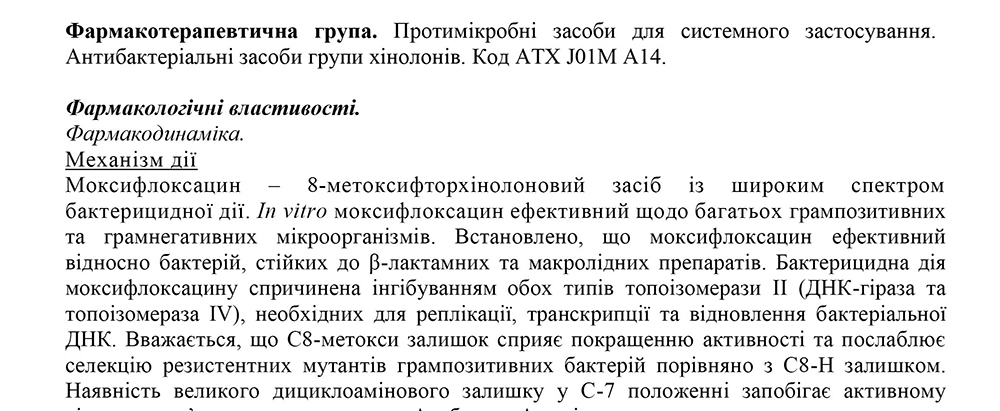 Фармакотерапевтична група. Протимікробні засоби для системного застосування.
Антибактеріальні засоби групи хінолонів. Код АТХ J01M A14.
Фармакологічні властивості.
Фармакодинаміка.
Механізм дії
Моксифлоксацин – 8-метоксифторхінолоновий засіб із широким спектром
бактерицидної дії. In vitro моксифлоксацин ефективний щодо багатьох грампозитивних
та грамнегативних мікроорганізмів. Встановлено, що моксифлоксацин ефективний
відносно бактерій, стійких до β-лактамних та макролідних препаратів. Бактерицидна дія
моксифлоксацину спричинена інгібуванням обох типів топоізомерази II (ДНК-гіраза та
топоізомераза IV), необхідних для реплікації, транскрипції та відновлення бактеріальної
ДНК. Вважається, що С8-метокси залишок сприяє покращенню активності та послаблює
селекцію резистентних мутантів грампозитивних бактерій порівняно з С8-Н залишком.
Наявність великого дициклоамінового залишку у С-7 положенні запобігає активному